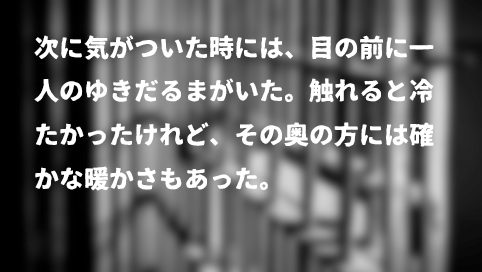 次に気がついた時には、目の前に一
人のゆきだるまがいた。触れると冷
たかったけれど、その奥の方には確
かな暖かさもあった。